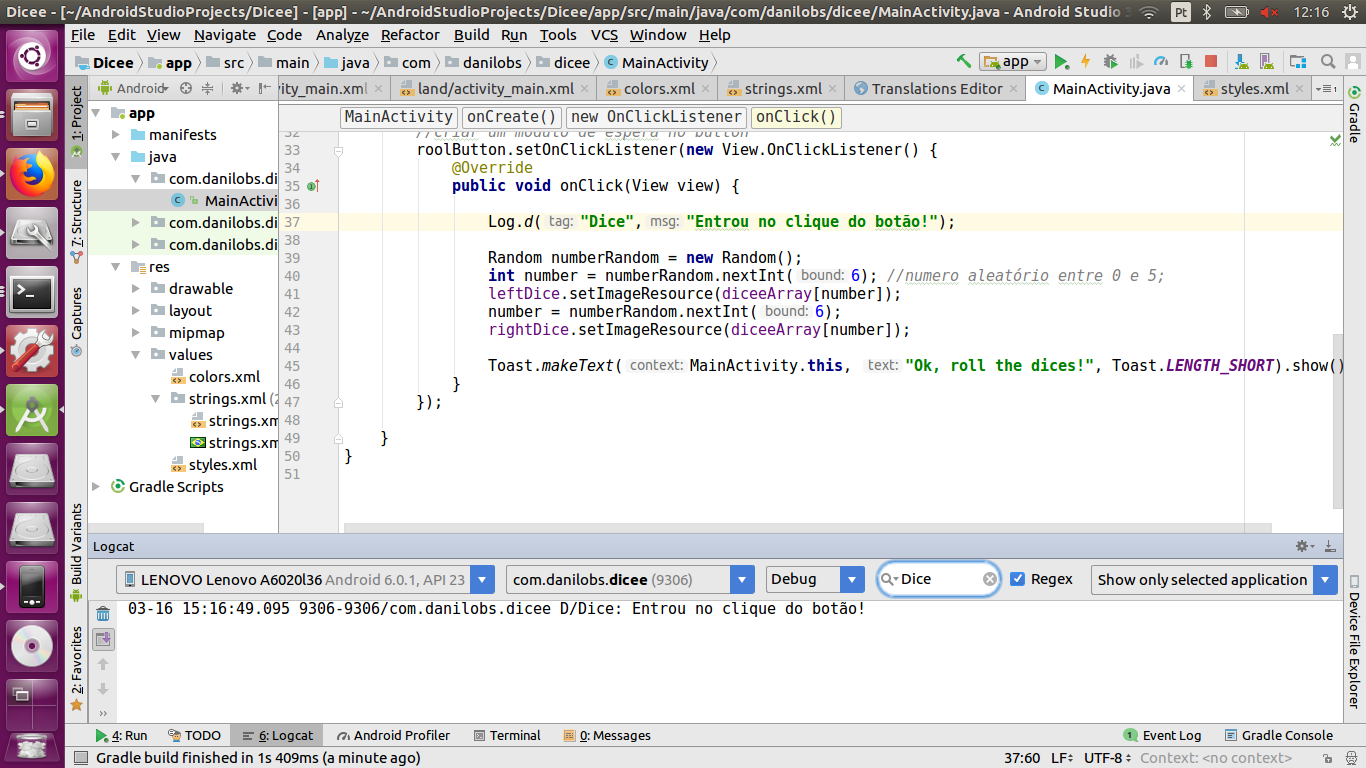 Dicee - [~/AndroidStudioProjects/Dicee] - [app] - ~/AndroidStudioProjects/Dicee/app/src/main/java/com/danilobs/dicee/MainActivity.java - Android Studio 3
Pt
12:16
File Edit View Navigate Code Analyze Refactor Build Run Tools VCS Window Help
Dicee app src main java com danilobs dicee MainActivity
app
Android
ity_main.xml land/activity_main.xml colors.xml strings.xml Translations Editor MainActivity.java styles.xml
1
1: Project
7: Structure
Captures
Build Variants
2: Favorites
app
manifests
java
com.danilobs.di
MainActivi
com.danilobs.di
com.danilobs.di
res
drawable
layout
mipmap
values
colors.xml
strings.xml (2
strings.xm
strings.xm
styles.xml
Gradle Scripts
MainActivity onCreate() new OnClickListener onClick()
32 //criar um modulo de espera no button
33 roolButton.setOnClickListener(new View.OnClickListener() {
34 @Override
35 public void onClick(View view) {
36
37 Log.d( tag: "Dice", msg: "Entrou no clique do botão!");
38
39 Random numberRandom = new Random();
40 int number = numberRandom.nextInt( bound: 6); //numero aleatório entre 0 e 5;
41 leftDice.setImageResource(diceeArray[number]);
42 number = numberRandom.nextInt( bound: 6);
43 rightDice.setImageResource(diceeArray[number]);
44
45 Toast.makeText( context: MainActivity.this, text: "Ok, roll the dices!", Toast.LENGTH_SHORT).show()
46 }
47 });
48
49 }
50 }
51
Gradle
Device File Explorer
Logcat
LENOVO Lenovo A6020l36 Android 6.0.1, API 23
com.danilobs.dicee (9306)
Debug
Dice
Regex
Show only selected application
03-16 15:16:49.095 9306-9306/com.danilobs.dicee D/Dice: Entrou no clique do botão!
4: Run TODO 6: Logcat Android Profiler Terminal 0: Messages 1 Event Log Gradle Console
Gradle build finished in 1s 409ms (a minute ago)
37:60 LF UTF-8 Context: <no context>